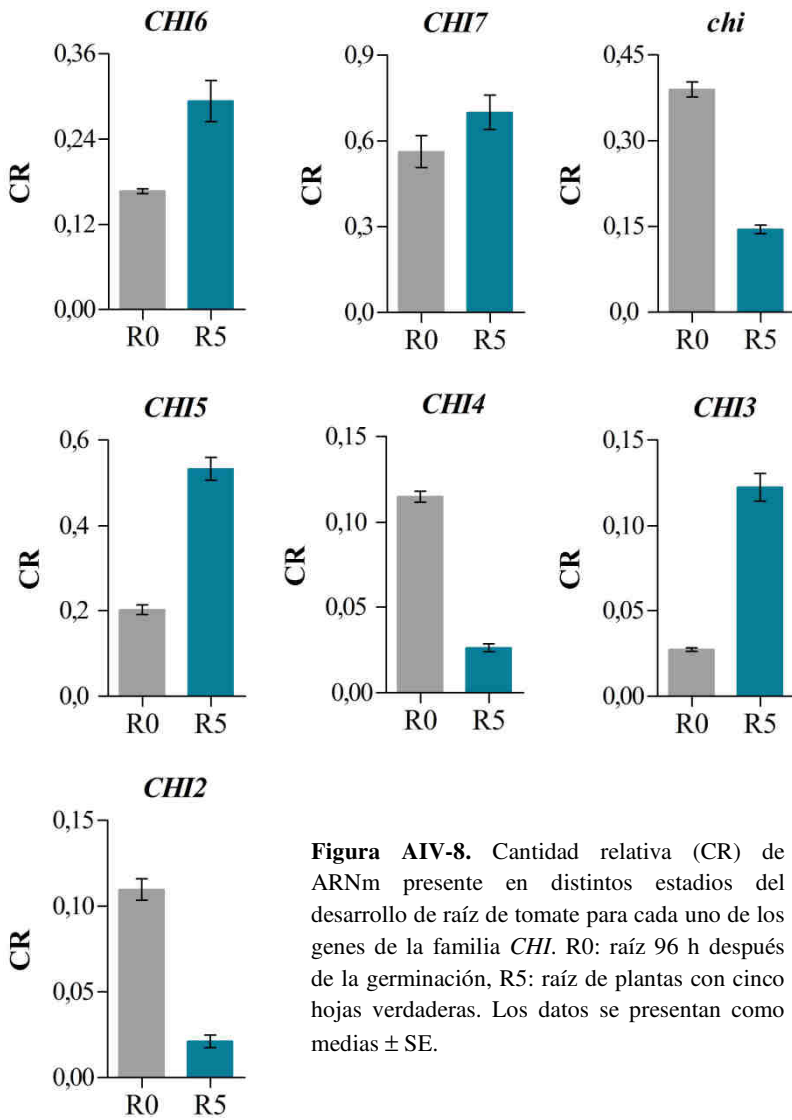 CHI6
0,36
0,24
0,12
0,00
CR
R0 R5
CHI7
0,9
0,6
0,3
0,0
CR
R0 R5
chi
0,45
0,30
0,15
0,0
CR
R0 R5
CHI5
0,6
0,4
0,2
0,0
CR
R0 R5
CHI4
0,15
0,10
0,05
0,00
CR
R0 R5
CHI3
0,15
0,10
0,05
0,00
CR
R0 R5
CHI2
0,15
0,10
0,05
0,00
CR
R0 R5
Figura AIV-8. Cantidad relativa (CR) de
ARNm presente en distintos estadios del
desarrollo de raíz de tomate para cada uno de los
genes de la familia CHI. R0: raíz 96 h después
de la germinación, R5: raíz de plantas con cinco
hojas verdaderas. Los datos se presentan como
medias ± SE.